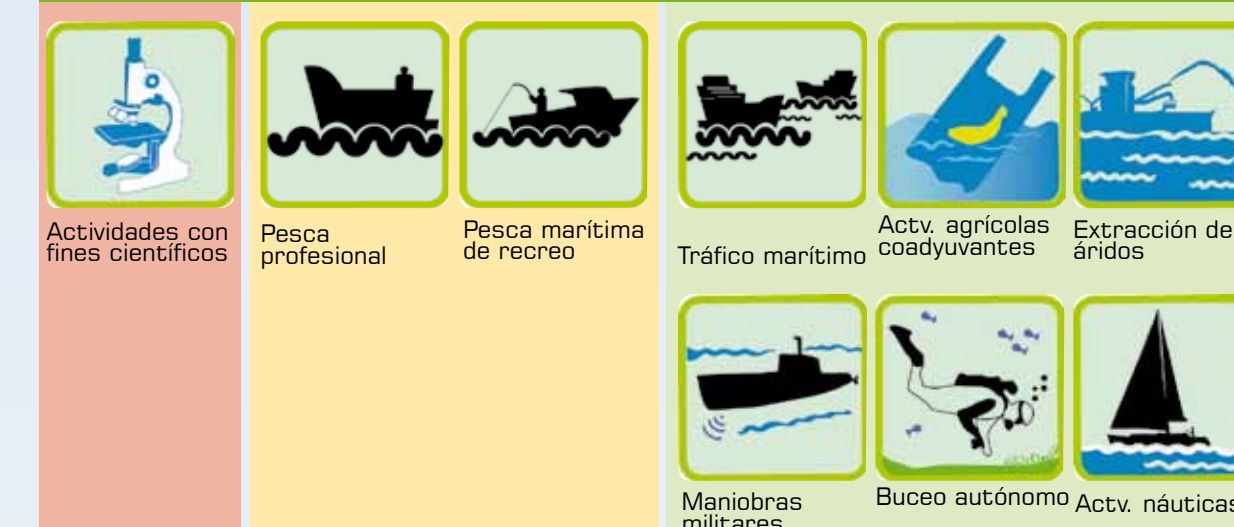 Actividades con
fines científicos
Pesca
profesional
Pesca marítima
de recreo
Tráfico marítimo
Actv. agrícolas
coadyuvantes
Extracción de
áridos
Maniobras
militares
Buceo autónomo
Actv. náuticas